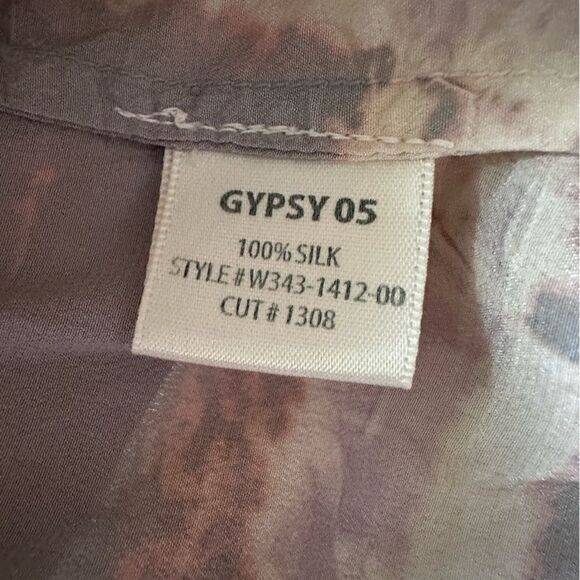 GYPSY 05
100% SILK
STYLE # W343-1412-00
CUT # 1308